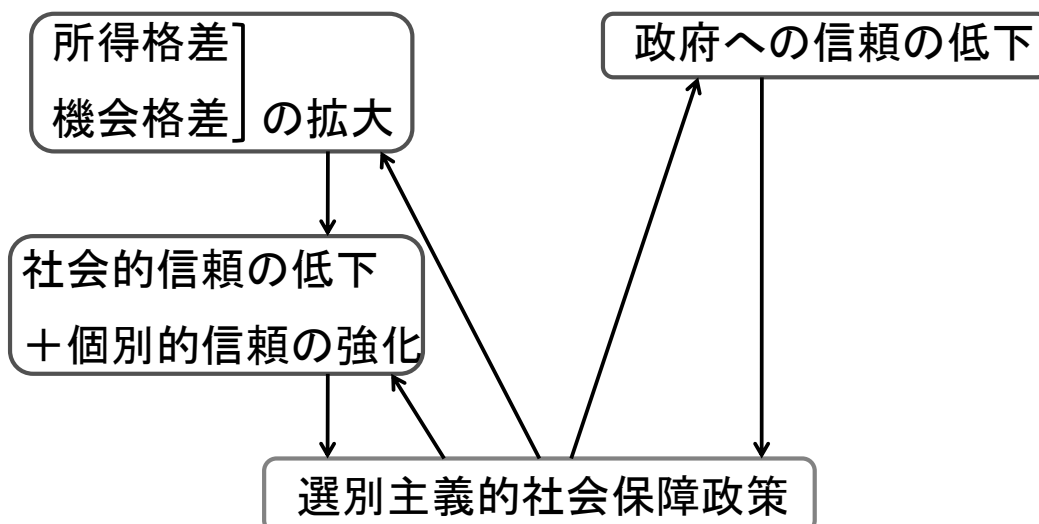 所得格差
機会格差 の拡大
政府への信頼の低下
社会的信頼の低下
＋個別的信頼の強化
選別主義的社会保障政策